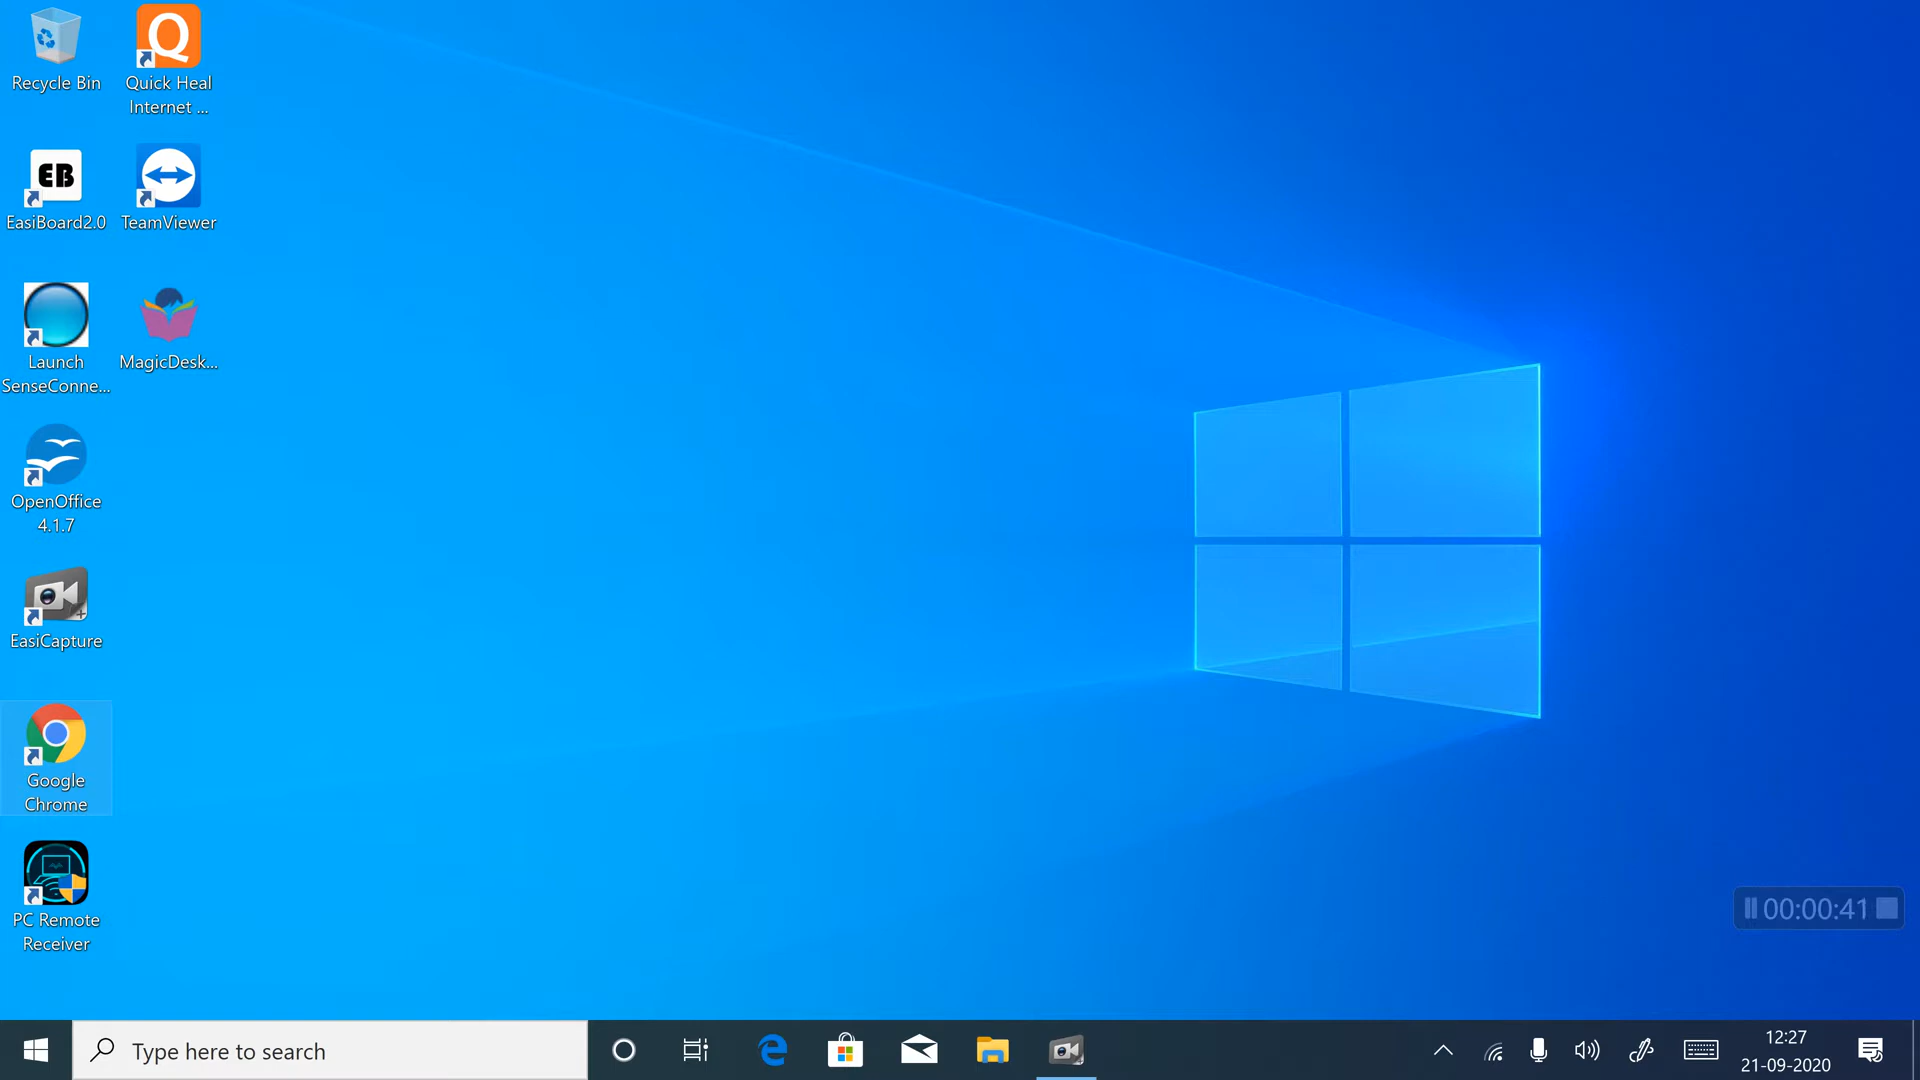 Recycle Bin
Quick Heal
Internet ...
EB
EasiBoard2.0
TeamViewer
Launch
SenseConne...
MagicDesk...
OpenOffice
4.1.7
EasiCapture
Google
Chrome
PC Remote
Receiver
00:00:41
Type here to search
12:27
21-09-2020